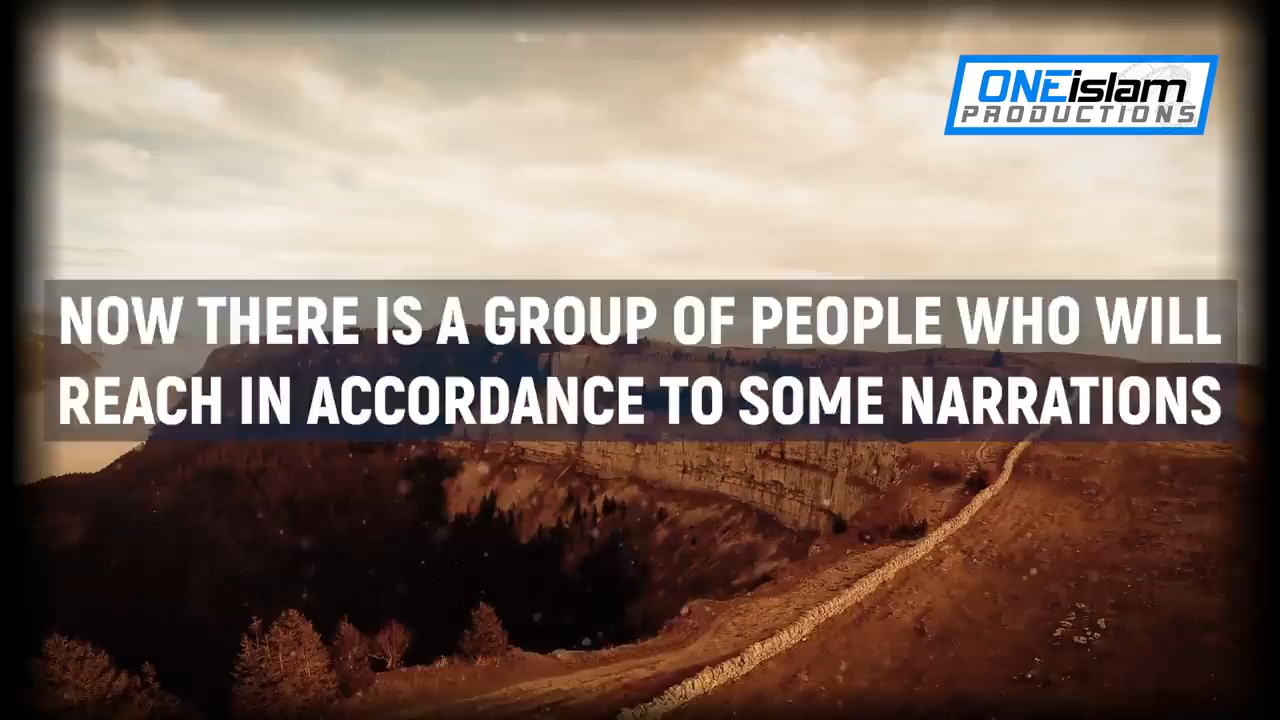 ONEislam
PRODUCTIONS
NOW THERE IS A GROUP OF PEOPLE WHO WILL
REACH IN ACCORDANCE TO SOME NARRATIONS